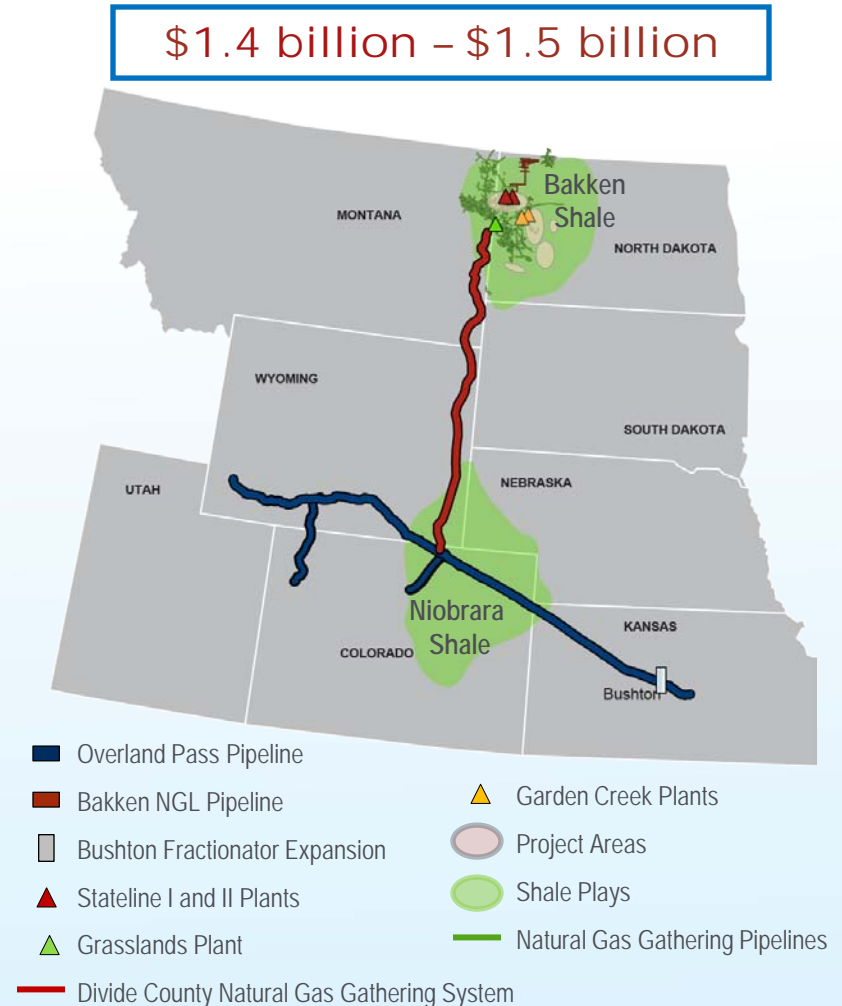 $1.4 billion – $1.5 billion
Bakken
Shale
MONTANA
NORTH DAKOTA
WYOMING
SOUTH DAKOTA
UTAH
NEBRASKA
Niobrara
Shale
COLORADO
KANSAS
Bushton
Overland Pass Pipeline
Bakken NGL Pipeline
Bushton Fractionator Expansion
Stateline I and II Plants
Grasslands Plant
Divide County Natural Gas Gathering System
Garden Creek Plants
Project Areas
Shale Plays
Natural Gas Gathering Pipelines